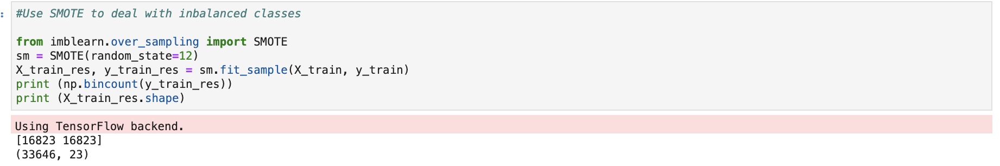 :
#Use SMOTE to deal with inbalanced classes
from imblearn.over_sampling import SMOTE
sm = SMOTE(random_state=12)
X_train_res, y_train_res = sm.fit_sample(X_train, y_train)
print (np.bincount(y_train_res))
print (X_train_res.shape)
Using TensorFlow backend.
[16823 16823]
(33646, 23)